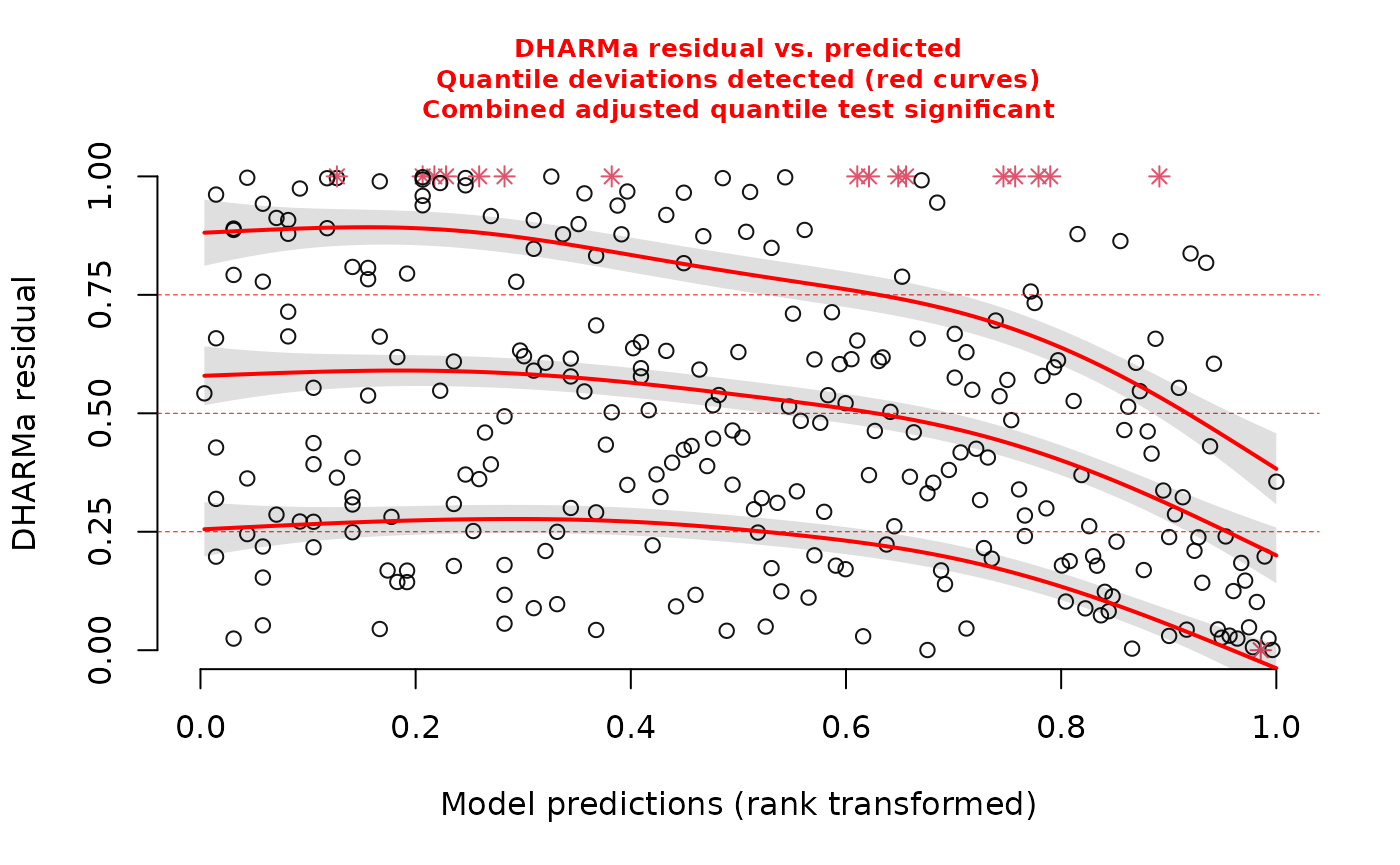 DHARMa residual vs. predicted
Quantile deviations detected (red curves)
Combined adjusted quantile test significant
DHARMa residual
1.00
0.75
0.50
0.25
0.00
0.0 0.2 0.4 0.6 0.8 1.0
Model predictions (rank transformed)